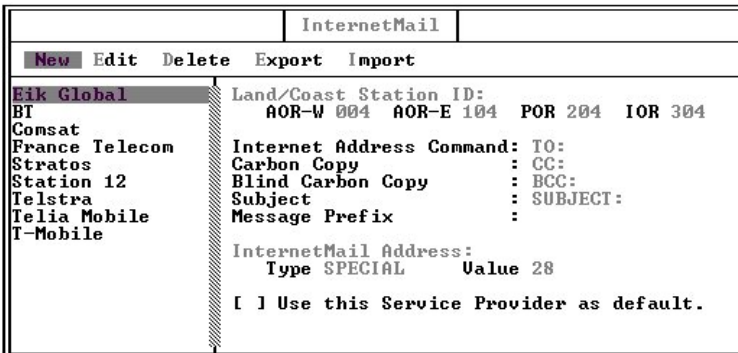 InternetMail
New Edit Delete Export Import
Eik Global
BT
Comsat
France Telecom
Stratos
Station 12
Telstra
Telia Mobile
T-Mobile
Land/Coast Station ID:
AOR-W 004 AOR-E 104 POR 204 IOR 304
Internet Address Command: TO:
Carbon Copy : CC:
Blind Carbon Copy : BCC:
Subject : SUBJECT:
Message Prefix :
InternetMail Address:
Type SPECIAL Value 28
[ ] Use this Service Provider as default.